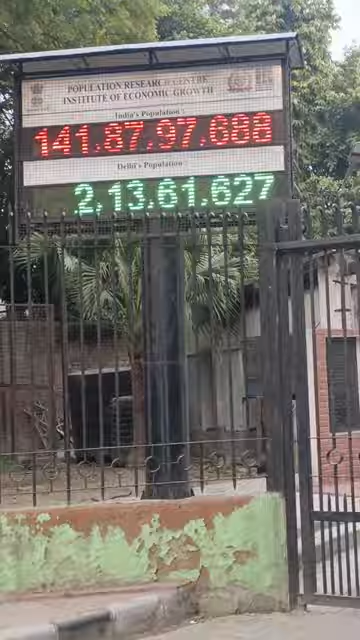 POPULATION RESEARCH CENTRE
INSTITUTE OF ECONOMIC GROWTH
India's Population :
141,87,97,688
Delhi's Population :
2,13,61,627